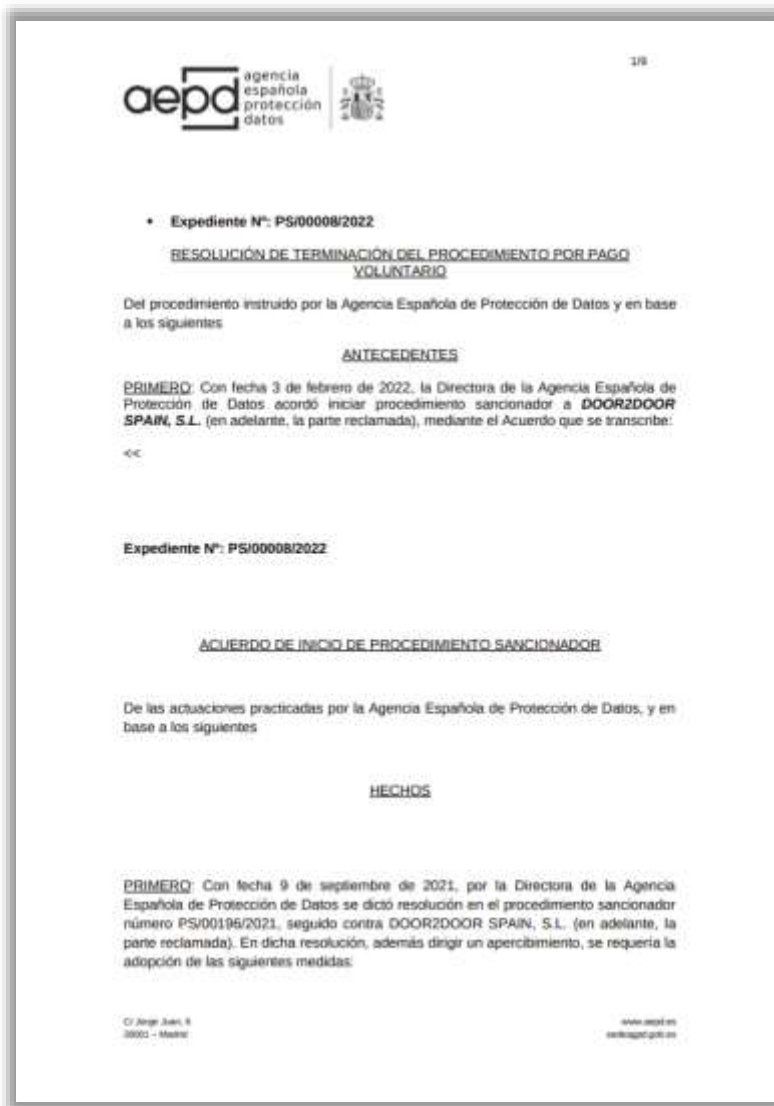 1/8
aepd
agencia
española
protección
datos
• Expediente Nº: PS/00008/2022
RESOLUCIÓN DE TERMINACIÓN DEL PROCEDIMIENTO POR PAGO
VOLUNTARIO
Del procedimiento instruido por la Agencia Española de Protección de Datos y en base
a los siguientes
ANTECEDENTES
PRIMERO: Con fecha 3 de febrero de 2022, la Directora de la Agencia Española de
Protección de Datos acordó iniciar procedimiento sancionador a DOOR2DOOR
SPAIN, S.L. (en adelante, la parte reclamada), mediante el Acuerdo que se transcribe:
<<
Expediente Nº: PS/00008/2022
ACUERDO DE INICIO DE PROCEDIMIENTO SANCIONADOR
De las actuaciones practicadas por la Agencia Española de Protección de Datos, y en
base a los siguientes
HECHOS
PRIMERO: Con fecha 9 de septiembre de 2021, por la Directora de la Agencia
Española de Protección de Datos se dictó resolución en el procedimiento sancionador
número PS/00196/2021, seguido contra DOOR2DOOR SPAIN, S.L. (en adelante, la
parte reclamada). En dicha resolución, además dirigir un apercibimiento, se requería la
adopción de las siguientes medidas:
C/ Jorge Juan, 6
28001 – Madrid
www.aepd.es
sedeagpd.gob.es